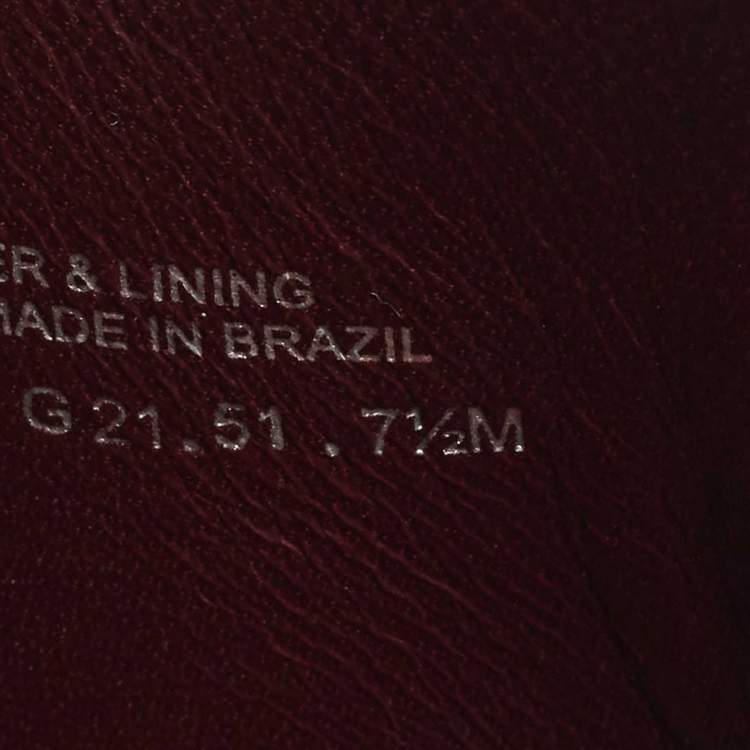 ER & LINING
MADE IN BRAZIL
G 21.51 . 7½M